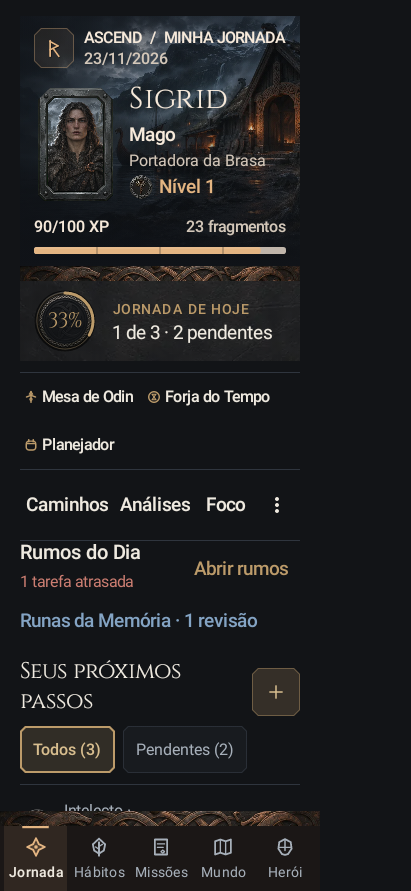 ASCEND / MINHA JORNADA
23/11/2026
Sigrid
Mago
Portadora da Brasa
Nível 1
90/100 XP
23 fragmentos
33%
JORNADA DE HOJE
1 de 3 · 2 pendentes
Mesa de Odin
Forja do Tempo
Planejador
Caminhos
Análises
Foco
Rumos do Dia
1 tarefa atrasada
Abrir rumos
Runas da Memória · 1 revisão
Seus próximos
passos
+
Todos (3)
Pendentes (2)
Intelecto ·
Jornada
Hábitos
Missões
Mundo
Herói